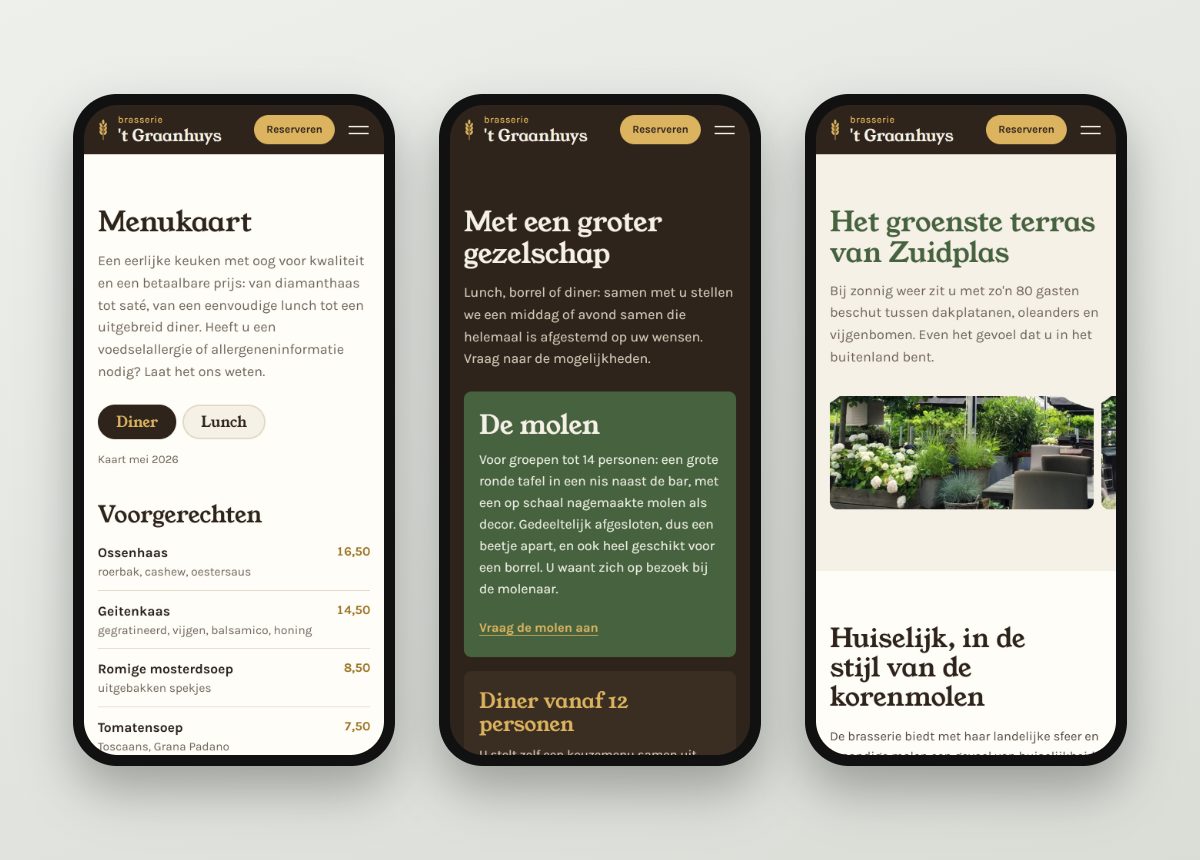 brasserie
't Graanhuys
Reserveren
Menukaart
Een eerlijke keuken met oog voor kwaliteit
en een betaalbare prijs: van diamanthaas
tot saté, van een eenvoudige lunch tot een
uitgebreid diner. Heeft u een
voedselallergie of allergeneninformatie
nodig? Laat het ons weten.
Diner
Lunch
Kaart mei 2026
Voorgerechten
Ossenhaas 16,50
roerbak, cashew, oestersaus
Geitenkaas 14,50
gegratineerd, vijgen, balsamico, honing
Romige mosterdsoep 8,50
uitgebakken spekjes
Tomatensoep 7,50
Toscaans, Grana Padano
brasserie
't Graanhuys
Reserveren
Met een groter
gezelschap
Lunch, borrel of diner: samen met u stellen
we een middag of avond samen die
helemaal is afgestemd op uw wensen.
Vraag naar de mogelijkheden.
De molen
Voor groepen tot 14 personen: een grote
ronde tafel in een nis naast de bar, met
een op schaal nagemaakte molen als
decor. Gedeeltelijk afgesloten, dus een
beetje apart, en ook heel geschikt voor
een borrel. U waant zich op bezoek bij
de molenaar.
Vraag de molen aan
Diner vanaf 12
personen
U stelt zelf een keuzemenu samen uit
brasserie
't Graanhuys
Reserveren
Het groenste terras
van Zuidplas
Bij zonnig weer zit u met zo'n 80 gasten
beschut tussen dakplatanen, oleanders en
vijgenbomen. Even het gevoel dat u in het
buitenland bent.
Huiselijk, in de
stijl van de
korenmolen
De brasserie biedt met haar landelijke sfeer en